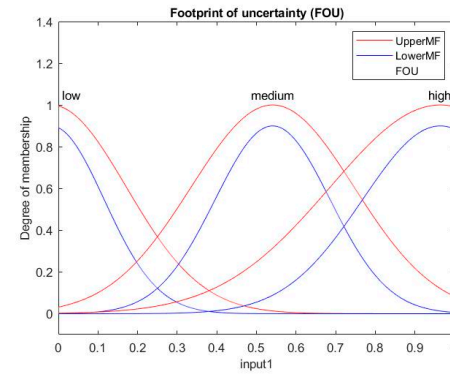 Footprint of uncertainty (FOU)
1.4
1.2
1
0.8
0.6
0.4
0.2
0
Degree of membership
low
medium
high
UpperMF
LowerMF
FOU
0 0.1 0.2 0.3 0.4 0.5 0.6 0.7 0.8 0.9
input1